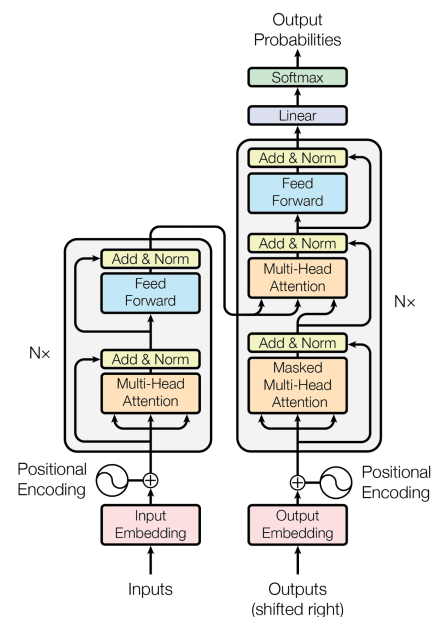 Output
Probabilities
Softmax
Linear
Add & Norm
Feed
Forward
Add & Norm
Multi-Head
Attention
Add & Norm
Masked
Multi-Head
Attention
N×
Add & Norm
Feed
Forward
N×
Add & Norm
Multi-Head
Attention
Positional
Encoding
Positional
Encoding
Input
Embedding
Output
Embedding
Inputs
Outputs
(shifted right)